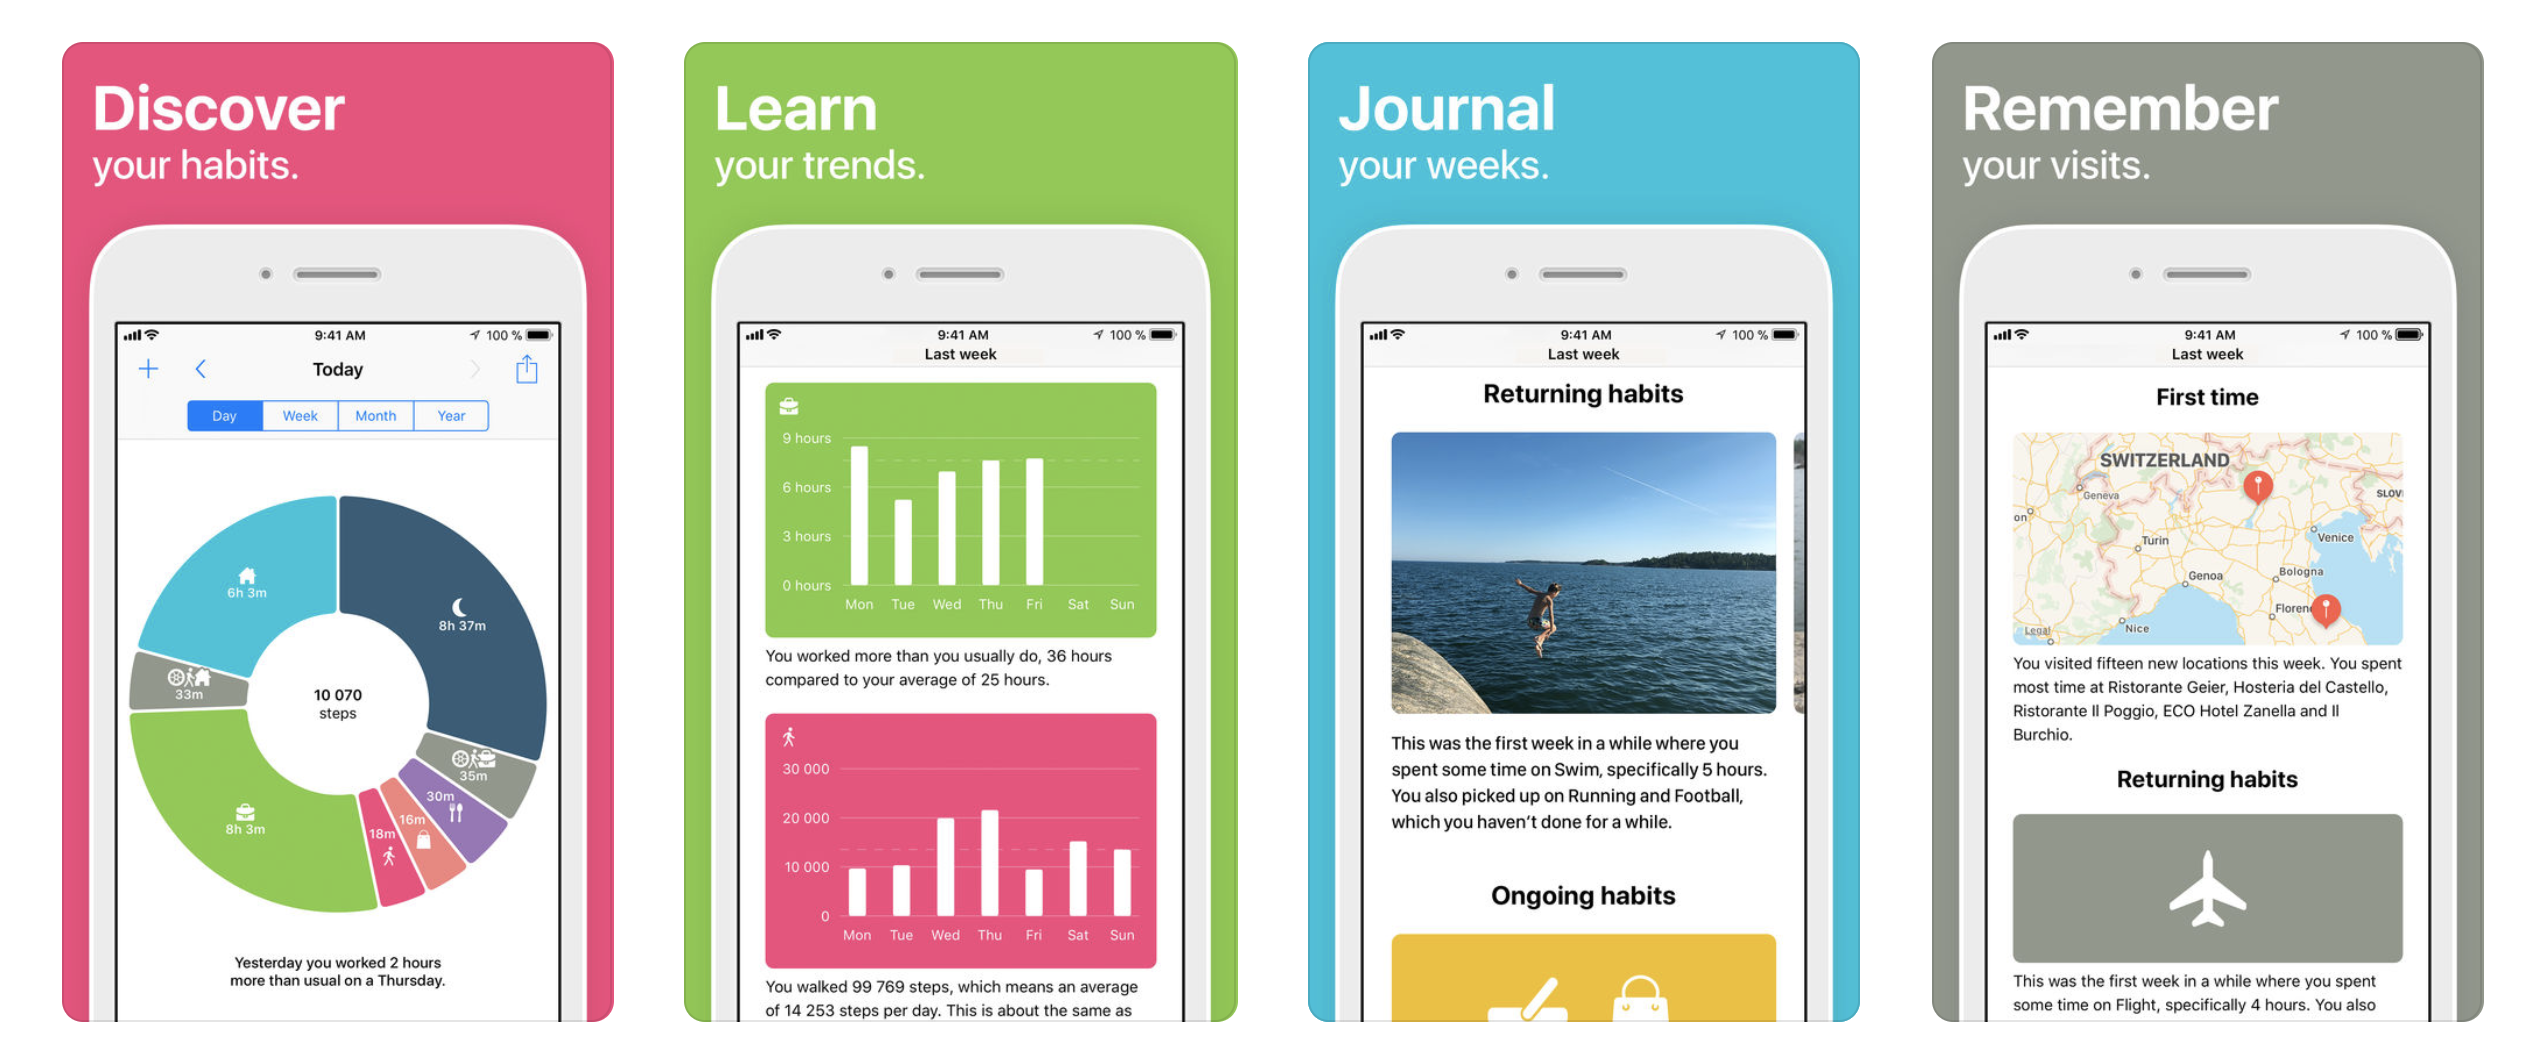 Discover
your habits.
9:41 AM
100 %
Today
Day Week Month Year
6h 3m
8h 37m
33m
10 070
steps
35m
30m
16m
18m
8h 3m
Yesterday you worked 2 hours
more than usual on a Thursday.
Learn
your trends.
9:41 AM
100 %
Last week
9 hours
6 hours
3 hours
0 hours
Mon Tue Wed Thu Fri Sat Sun
You worked more than you usually do, 36 hours
compared to your average of 25 hours.
30 000
20 000
10 000
0
Mon Tue Wed Thu Fri Sat Sun
You walked 99 769 steps, which means an average
of 14 253 steps per day. This is about the same as
Journal
your weeks.
9:41 AM
100 %
Last week
Returning habits
This was the first week in a while where you
spent some time on Swim, specifically 5 hours.
You also picked up on Running and Football,
which you haven't done for a while.
Ongoing habits
Remember
your visits.
9:41 AM
100 %
Last week
First time
SWITZERLAND
Geneva
SLOV
on
Turin
Venice
Genoa
Bologna
Floren
Nice
Legal
You visited fifteen new locations this week. You spent
most time at Ristorante Geier, Hosteria del Castello,
Ristorante Il Poggio, ECO Hotel Zanella and Il
Burchio.
Returning habits
This was the first week in a while where you spent
some time on Flight, specifically 4 hours. You also